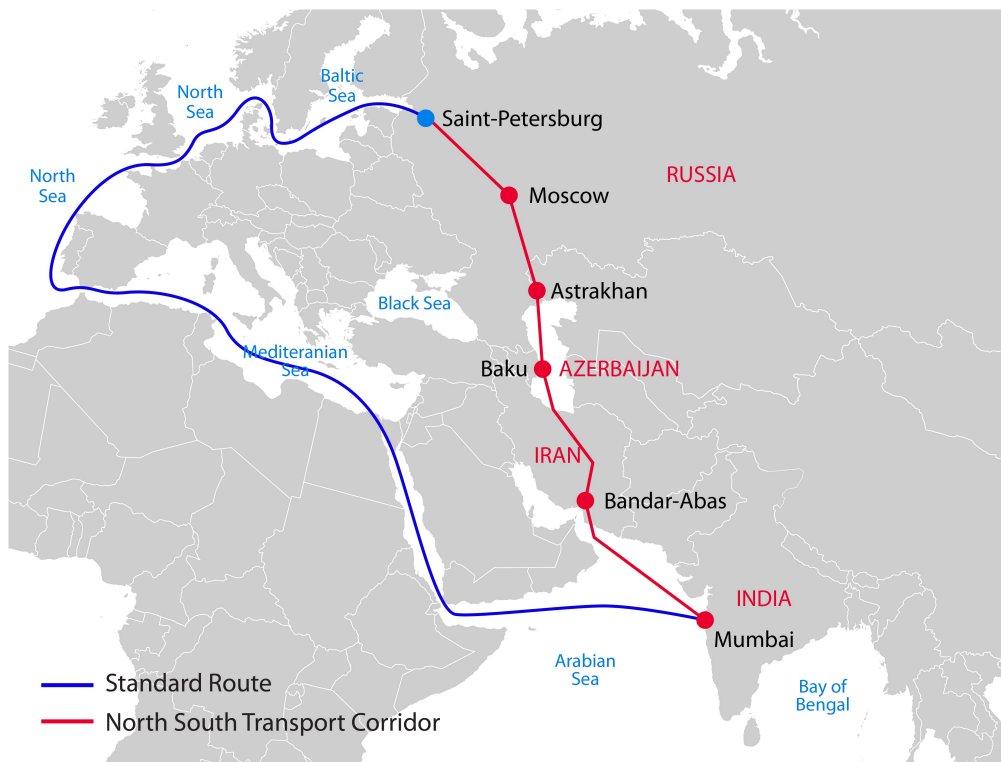 Baltic
Sea
North
Sea
Saint-Petersburg
RUSSIA
North
Sea
Moscow
Astrakhan
Black Sea
Mediteranian
Sea
Baku
AZERBAIJAN
IRAN
Bandar-Abas
INDIA
Mumbai
Arabian
Sea
Bay of
Bengal
Standard Route
North South Transport Corridor